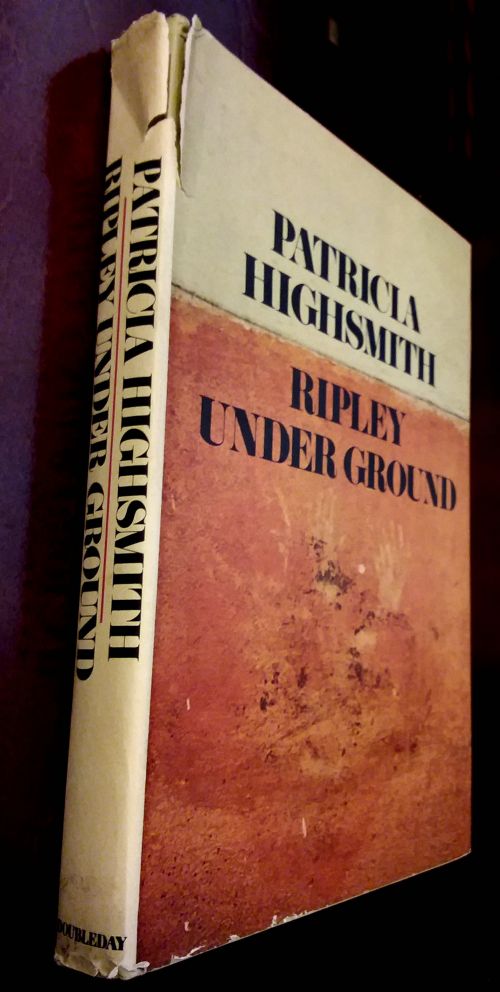 PATRICIA HIGHSMITH
RIPLEY UNDER GROUND
DOUBLEDAY
PATRICIA
HIGHSMITH
RIPLEY
UNDER GROUND